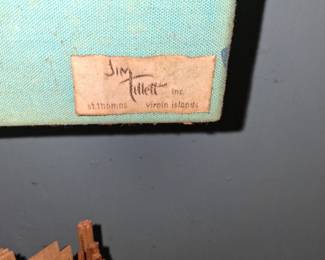 Jim
Tillett inc.
st. thomas virgin islands